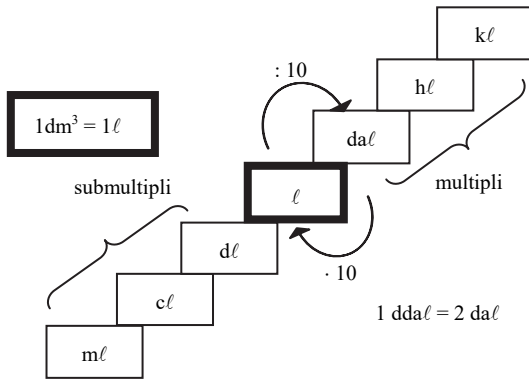 kℓ
: 10
hℓ
1dm³ = 1ℓ
daℓ
submultipli
ℓ
multipli
dℓ
· 10
cℓ
1 ddaℓ = 2 daℓ
mℓ